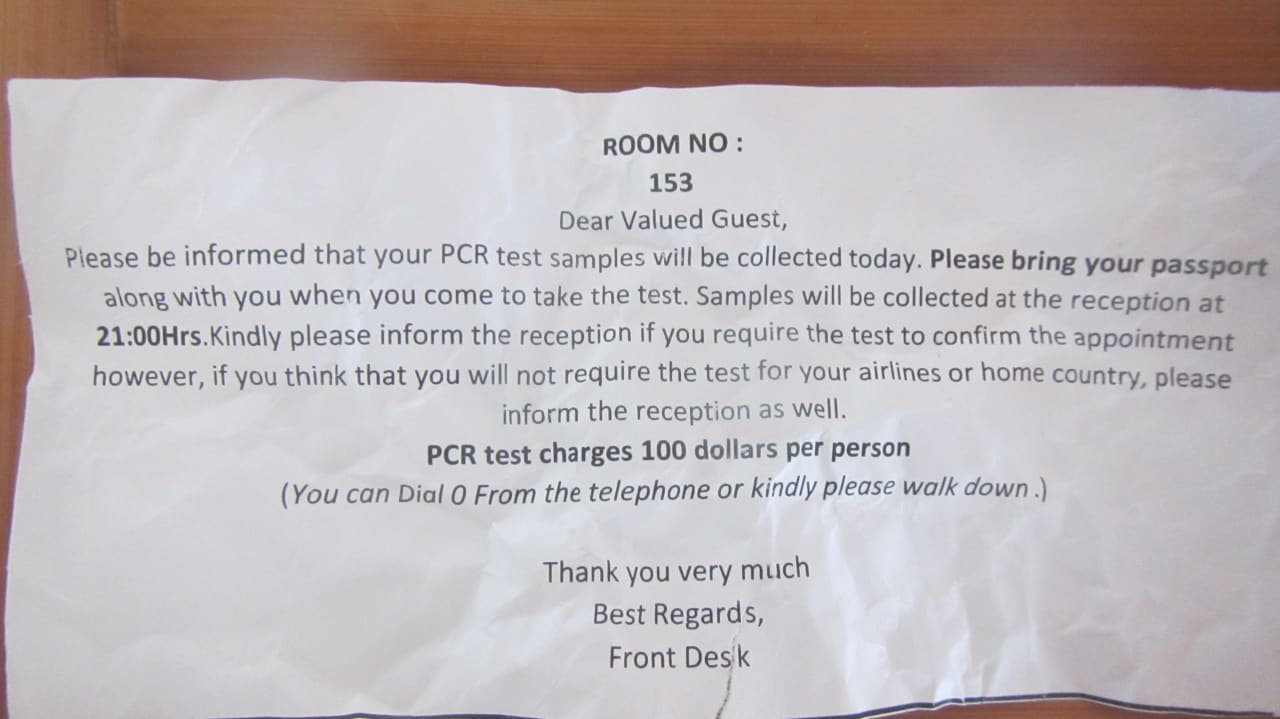 ROOM NO :
153
Dear Valued Guest,
Please be informed that your PCR test samples will be collected today. Please bring your passport
along with you when you come to take the test. Samples will be collected at the reception at
21:00Hrs.Kindly please inform the reception if you require the test to confirm the appointment
however, if you think that you will not require the test for your airlines or home country, please
inform the reception as well.
PCR test charges 100 dollars per person
(You can Dial 0 From the telephone or kindly please walk down .)
Thank you very much
Best Regards,
Front Desk